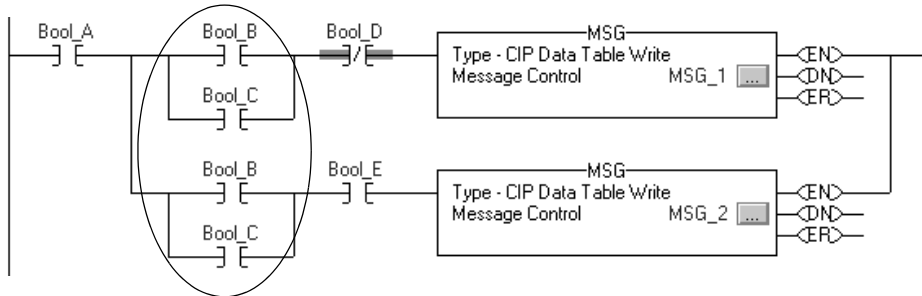 Bool_A
Bool_B
Bool_D
MSG
Type - CIP Data Table Write
Message Control MSG_1 ...
EN
DN
ER
Bool_C
Bool_B
Bool_E
MSG
Type - CIP Data Table Write
Message Control MSG_2 ...
EN
DN
ER
Bool_C